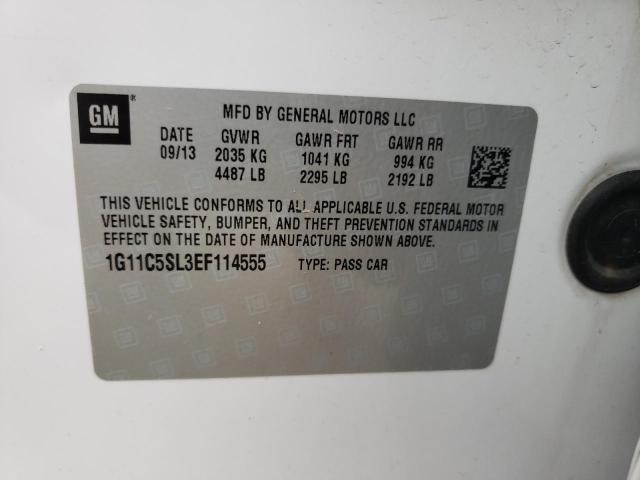 GM ®
MFD BY GENERAL MOTORS LLC
DATE GVWR GAWR FRT GAWR RR
09/13 2035 KG 1041 KG 994 KG
4487 LB 2295 LB 2192 LB
THIS VEHICLE CONFORMS TO ALL APPLICABLE U.S. FEDERAL MOTOR
VEHICLE SAFETY, BUMPER, AND THEFT PREVENTION STANDARDS IN
EFFECT ON THE DATE OF MANUFACTURE SHOWN ABOVE.
1G11C5SL3EF114555 TYPE: PASS CAR